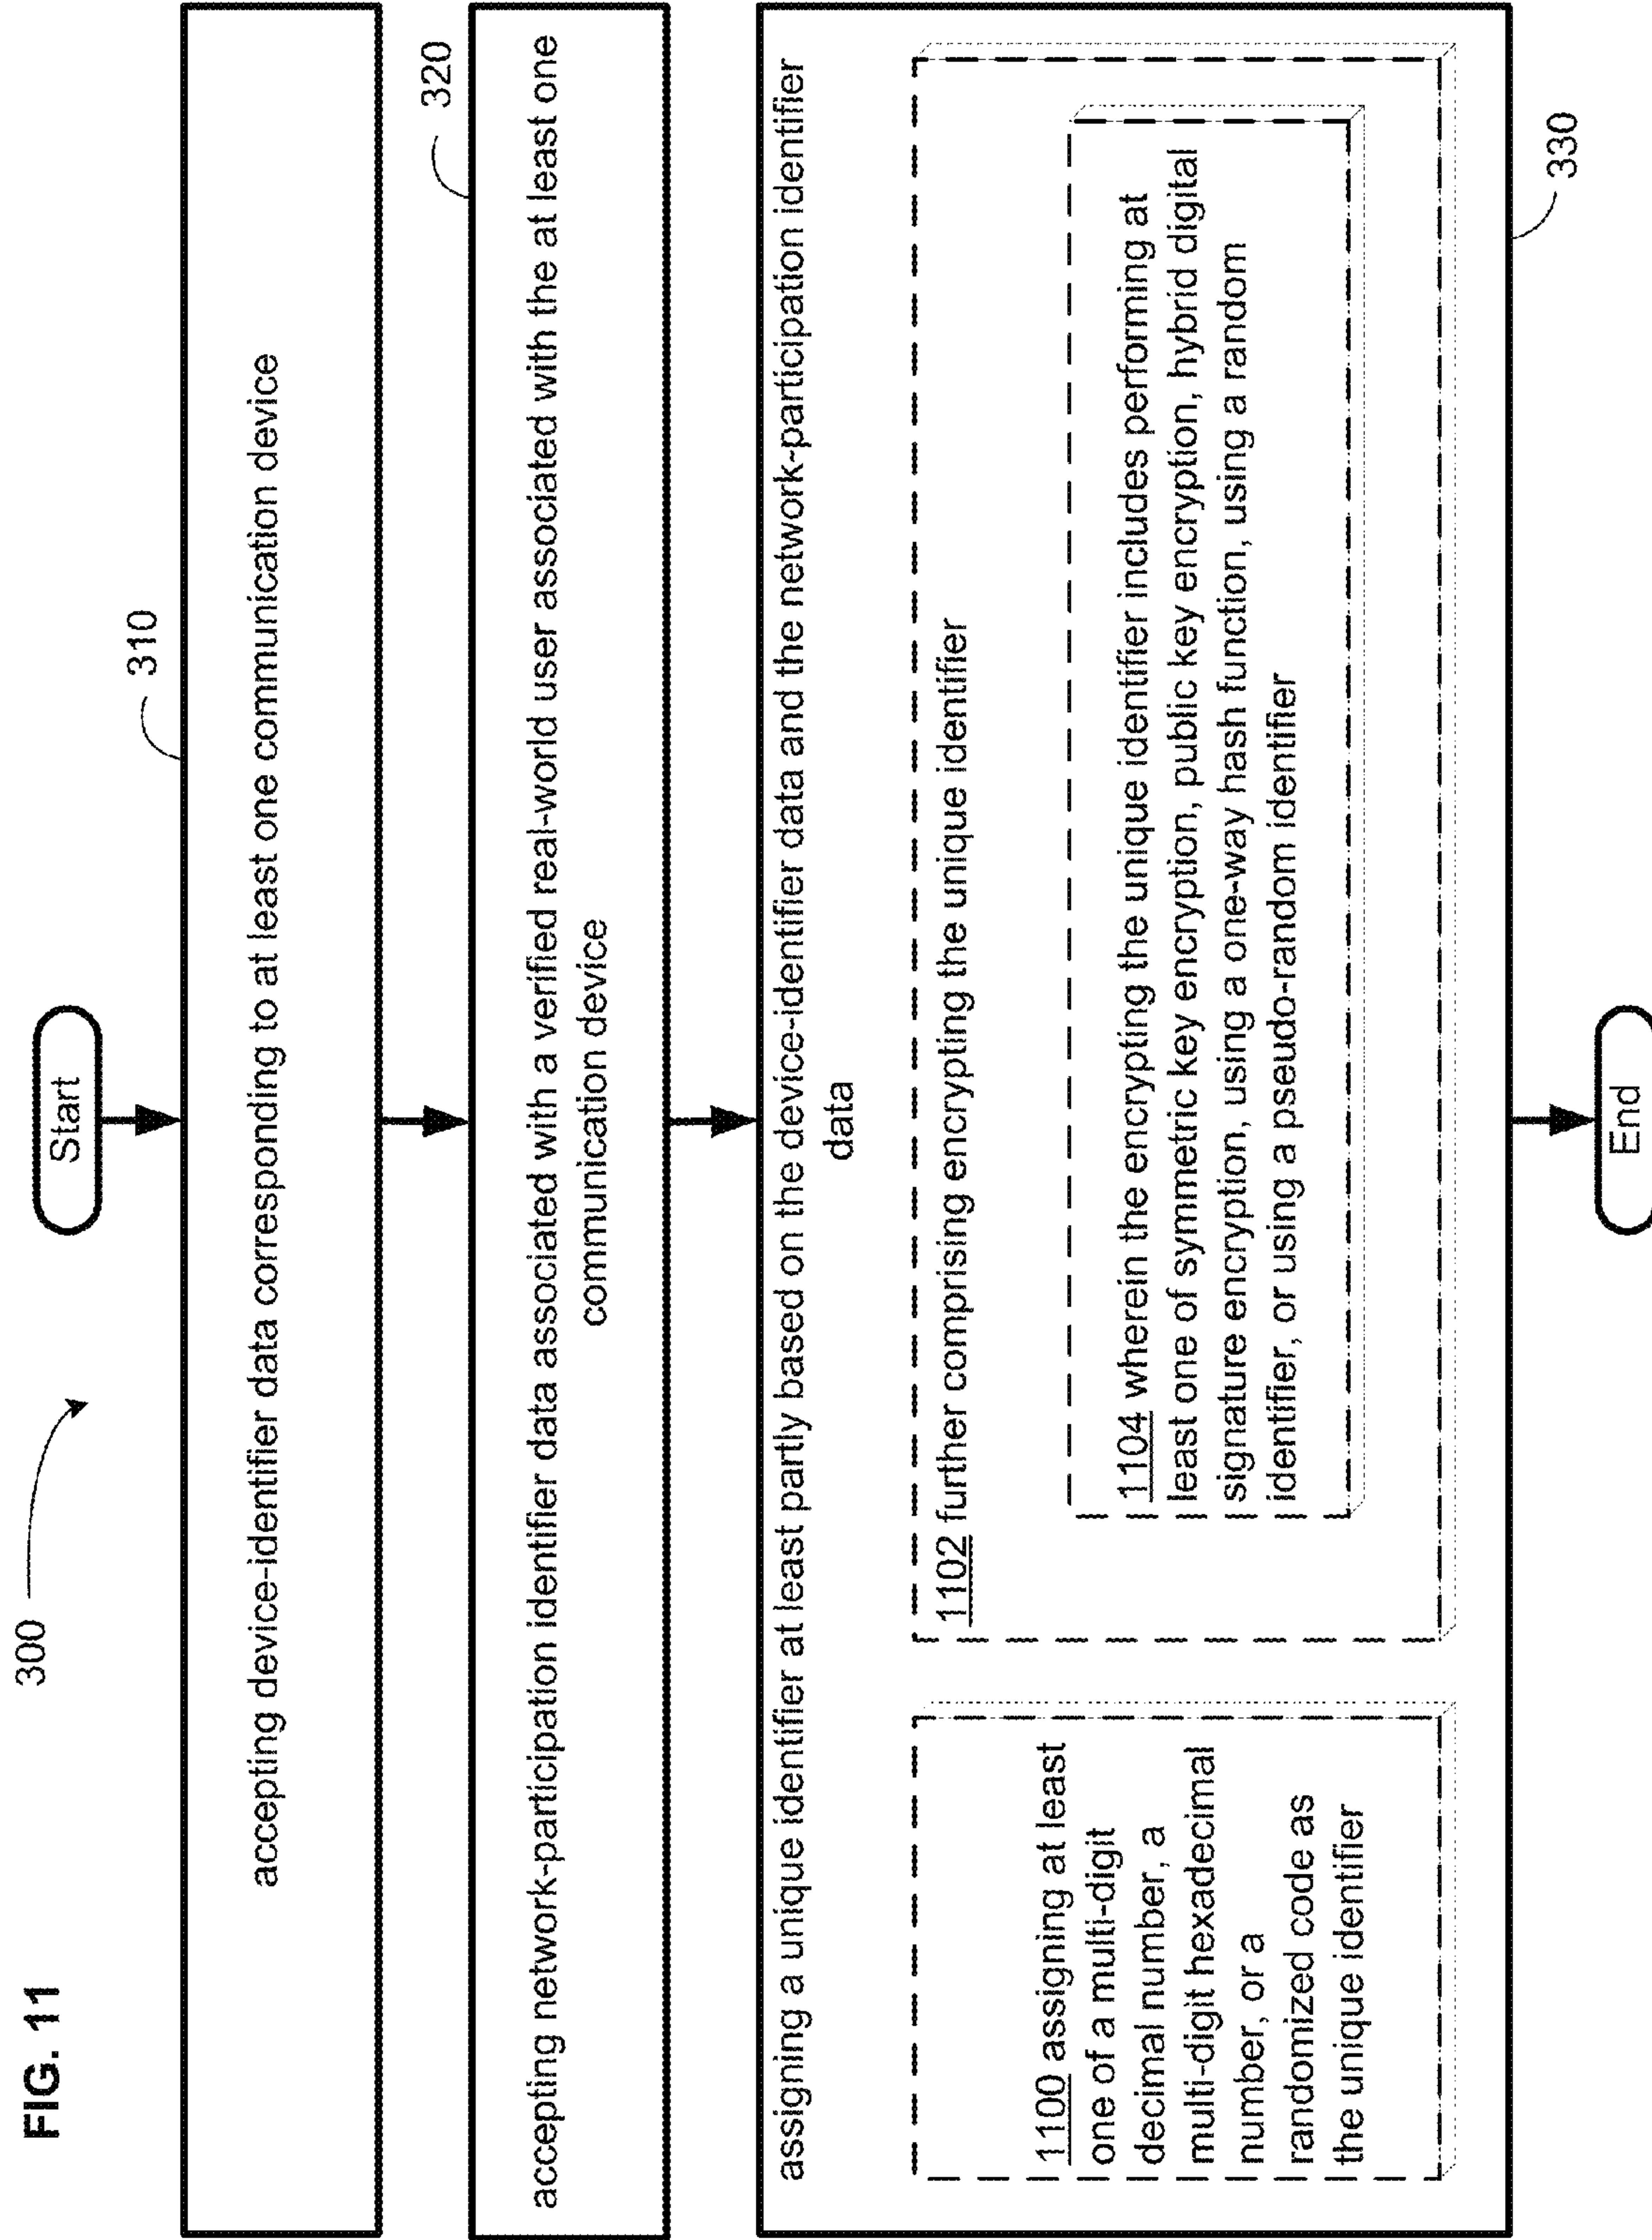 FIG. 11
300
Start
310
accepting device-identifier data corresponding to at least one communication device
320
accepting network-participation identifier data associated with a verified real-world user associated with the at least one
communication device
assigning a unique identifier at least partly based on the device-identifier data and the network-participation identifier
data
1100 assigning at least
one of a multi-digit
decimal number, a
multi-digit hexadecimal
number, or a
randomized code as
the unique identifier
1102 further comprising encrypting the unique identifier
1104 wherein the encrypting the unique identifier includes performing at
least one of symmetric key encryption, public key encryption, hybrid digital
signature encryption, using a one-way hash function, using a random
identifier, or using a pseudo-random identifier
330
End